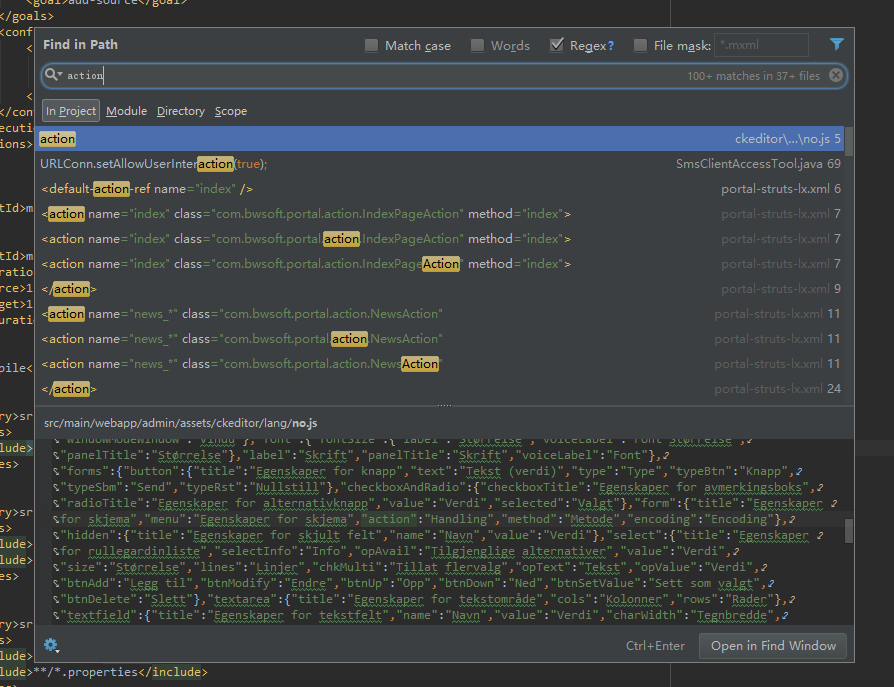 <goal>add-source</goal>
</goals>
<conf
Find in Path
Match case
Words
Regex?
File mask:
*.mxml
action
100+ matches in 37+ files
In Project Module Directory Scope
action ckeditor\...\no.js 5
URLConn.setAllowUserInteraction(true); SmsClientAccessTool.java 69
<default-action-ref name="index" /> portal-struts-lx.xml 6
<action name="index" class="com.bwsoft.portal.action.IndexPageAction" method="index"> portal-struts-lx.xml 7
<action name="index" class="com.bwsoft.portal.action.IndexPageAction" method="index"> portal-struts-lx.xml 7
<action name="index" class="com.bwsoft.portal.action.IndexPageAction" method="index"> portal-struts-lx.xml 7
</action> portal-struts-lx.xml 9
<action name="news_*" class="com.bwsoft.portal.action.NewsAction" portal-struts-lx.xml 11
<action name="news_*" class="com.bwsoft.portal.action.NewsAction" portal-struts-lx.xml 11
<action name="news_*" class="com.bwsoft.portal.action.NewsAction" portal-struts-lx.xml 11
</action> portal-struts-lx.xml 24
src/main/webapp/admin/assets/ckeditor/lang/no.js
"panelTitle":"Størrelse"},"label":"Skrift","panelTitle":"Skrift","voiceLabel":"Font"},
"forms":{"button":{"title":"Egenskaper for knapp","text":"Tekst (verdi)","type":"Type","typeBtn":"Knapp",
"typeSbm":"Send","typeRst":"Nullstill"},"checkboxAndRadio":{"checkboxTitle":"Egenskaper for avmerkingsboks",
"radioTitle":"Egenskaper for alternativknapp","value":"Verdi","selected":"Valgt"},"form":{"title":"Egenskaper
for skjema","menu":"Egenskaper for skjema","action":"Handling","method":"Metode","encoding":"Encoding"},
"hidden":{"title":"Egenskaper for skjult felt","name":"Navn","value":"Verdi"},"select":{"title":"Egenskaper
for rullegardinliste","selectInfo":"Info","opAvail":"Tilgjenglige alternativer","value":"Verdi",
"size":"Størrelse","lines":"Linjer","chkMulti":"Tillat flervalg","opText":"Tekst","opValue":"Verdi",
"btnAdd":"Legg til","btnModify":"Endre","btnUp":"Opp","btnDown":"Ned","btnSetValue":"Sett som valgt",
"btnDelete":"Slett"},"textarea":{"title":"Egenskaper for tekstområde","cols":"Kolonner","rows":"Rader"},
"textfield":{"title":"Egenskaper for tekstfelt","name":"Navn","value":"Verdi","charWidth":"Tegnbredde",
Ctrl+Enter
Open in Find Window
lude>**/*.properties</include>